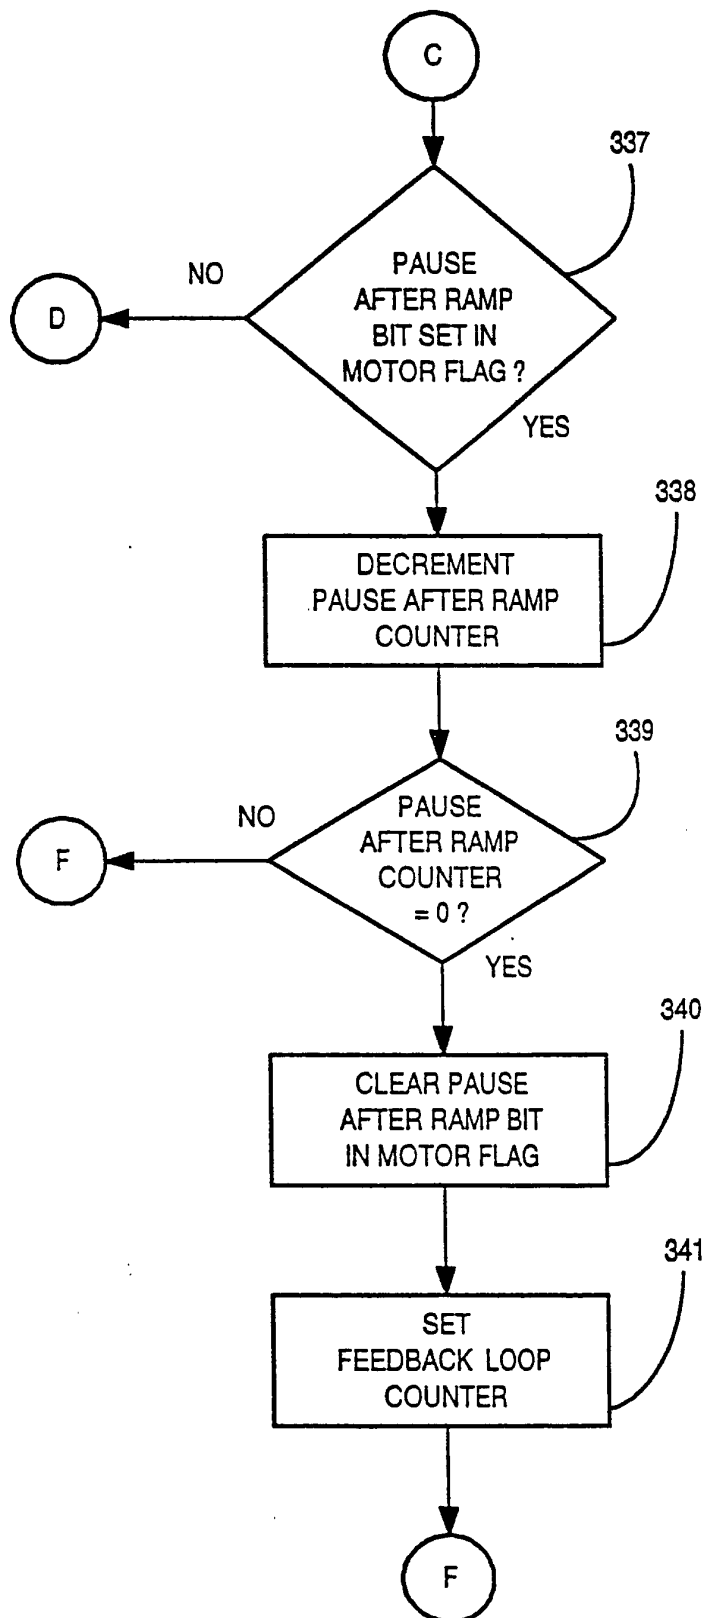 C
337
PAUSE
AFTER RAMP
BIT SET IN
MOTOR FLAG ?
NO
D
YES
338
DECREMENT
PAUSE AFTER RAMP
COUNTER
339
PAUSE
AFTER RAMP
COUNTER
= 0 ?
NO
F
YES
340
CLEAR PAUSE
AFTER RAMP BIT
IN MOTOR FLAG
341
SET
FEEDBACK LOOP
COUNTER
F